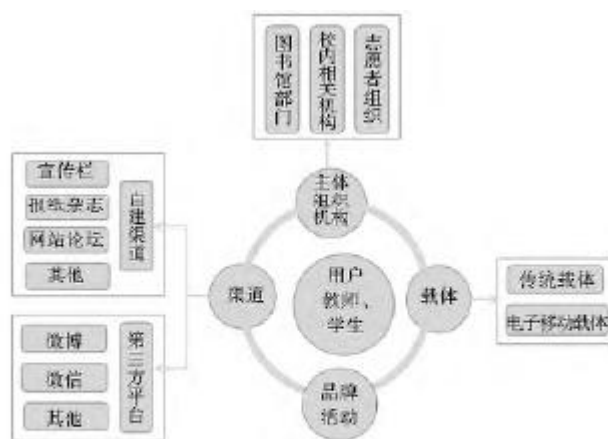 图书馆部门
校内相关机构
志愿者组织
主体
组织
机构
宣传栏
报纸杂志
网站论坛
其他
自建渠道
渠道
用户
教师、
学生
载体
传统载体
电子移动载体
微博
微信
其他
第三方平台
品牌
活动